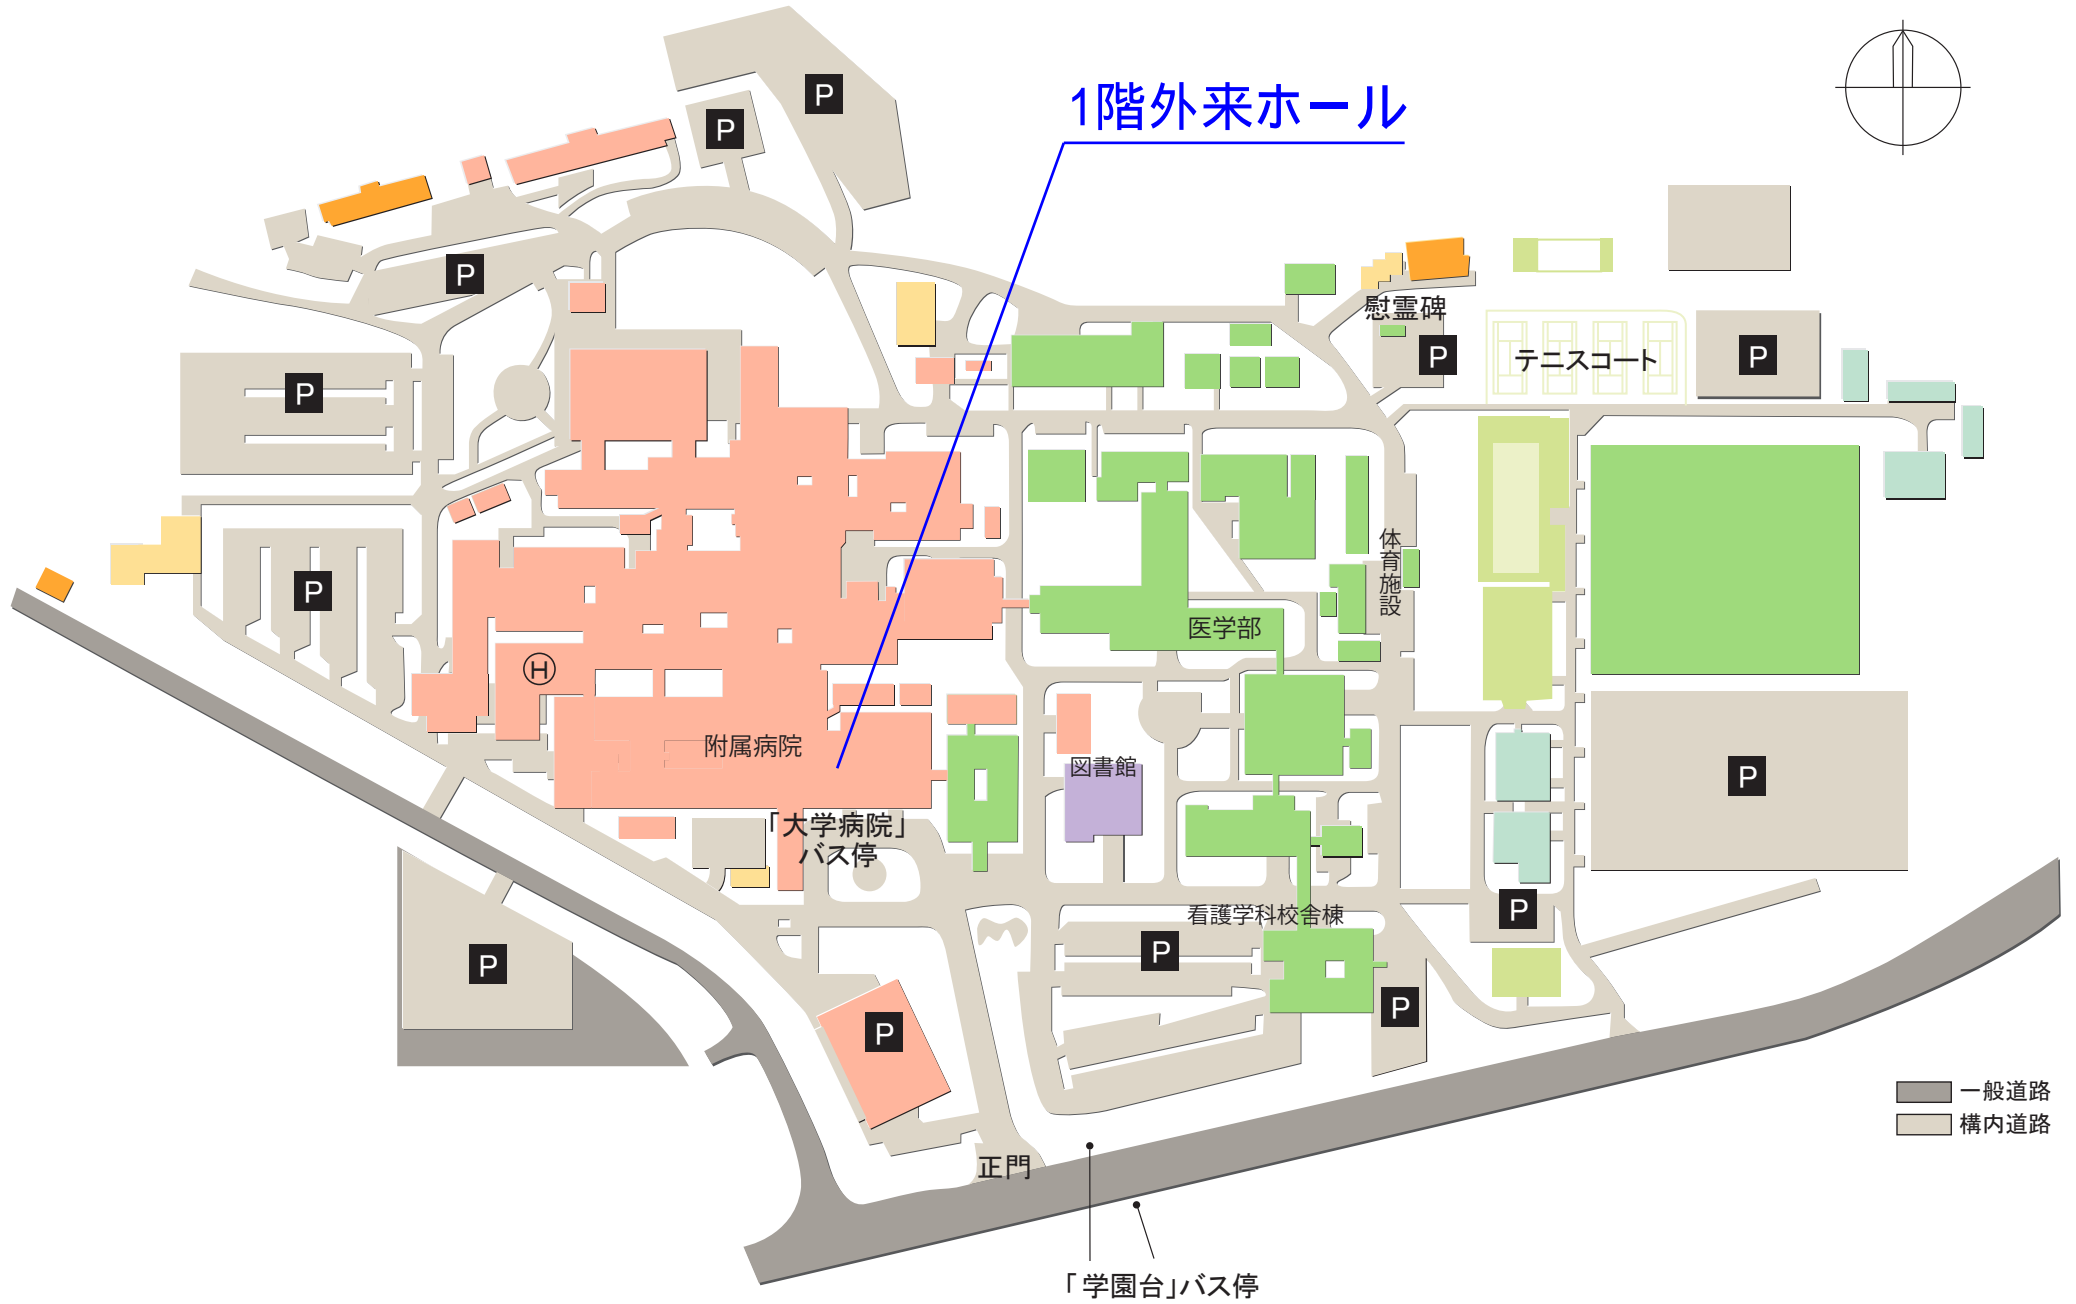 P
P
1階外来ホール
P
慰霊碑
P
テニスコート
P
P
体育施設
P
医学部
H
附属病院
図書館
P
「大学病院」
バス停
看護学科校舎棟
P
P
P
P
P
一般道路
構内道路
正門
「学園台」バス停